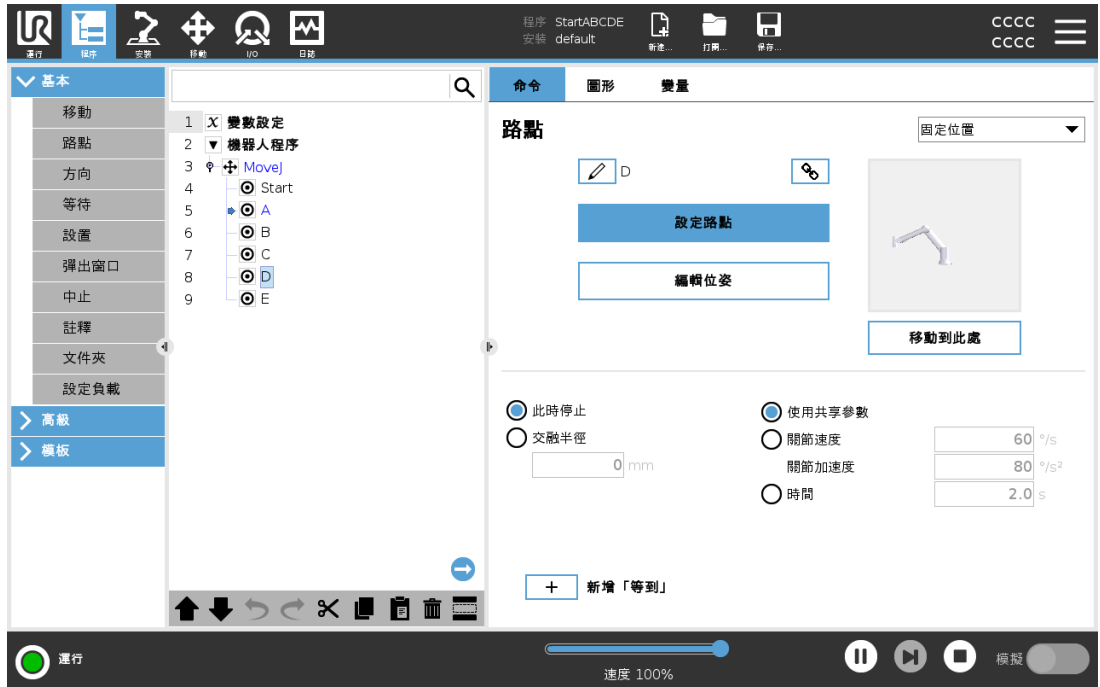 程序 StartABCDE
安裝 default
CCCC
CCCC
運行
程序
安裝
移動
I/O
日誌
新建...
打開...
保存...
基本
移動
路點
方向
等待
設置
彈出窗口
中止
註釋
文件夾
設定負載
高級
模板
1 X 變數設定
2 ▼ 機器人程序
3 MoveJ
4 Start
5 A
6 B
7 C
8 D
9 E
命令 圖形 變量
路點
固定位置
D
設定路點
編輯位姿
移動到此處
此時停止
交融半徑
0 mm
使用共享參數
關節速度 60 °/s
關節加速度 80 °/s²
時間 2.0 s
+ 新增「等到」
運行
速度 100%
模擬